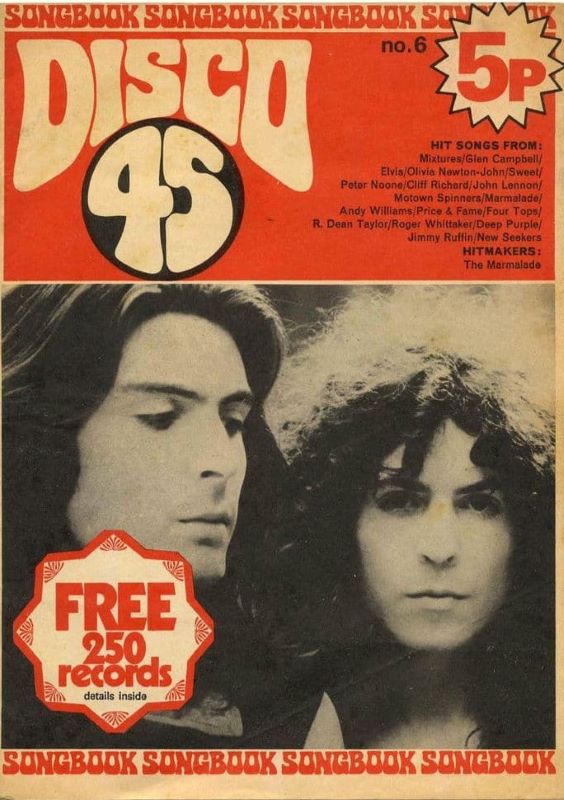 SONGBOOK SONGBOOK SONGBOOK SONGBOOK
DISCO
45
no.6
5p
HIT SONGS FROM:
Mixtures/Glen Campbell/
Elvis/Olivia Newton-John/Sweet/
Peter Noone/Cliff Richard/John Lennon/
Motown Spinners/Marmalade/
Andy Williams/Price & Fame/Four Tops/
R. Dean Taylor/Roger Whittaker/Deep Purple/
Jimmy Ruffin/New Seekers
HITMAKERS:
The Marmalade
FREE
250
records
details inside
SONGBOOK SONGBOOK SONGBOOK SONGBOOK